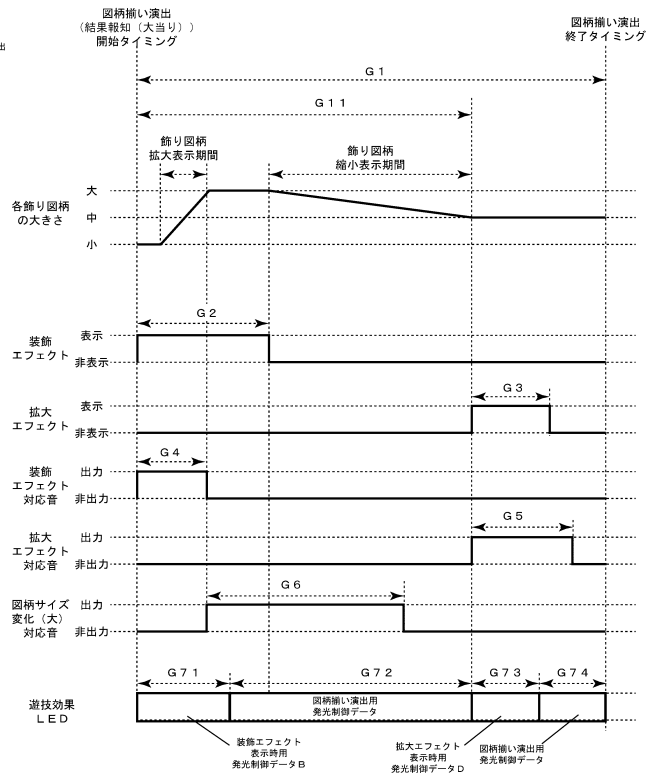 図柄揃い演出
（結果報知（大当り））
開始タイミング
図柄揃い演出
終了タイミング
出
G1
G11
飾り図柄
拡大表示期間
飾り図柄
縮小表示期間
各飾り図柄
の大きさ
大
中
小
G2
装飾
エフェクト
表示
非表示
G3
拡大
エフェクト
表示
非表示
G4
装飾
エフェクト
対応音
出力
非出力
G5
拡大
エフェクト
対応音
出力
非出力
G6
図柄サイズ
変化（大）
対応音
出力
非出力
G71
G72
G73
G74
遊技効果
LED
図柄揃い演出用
発光制御データ
装飾エフェクト
表示時用
発光制御データB
拡大エフェクト
表示時用
発光制御データD
図柄揃い演出用
発光制御データ